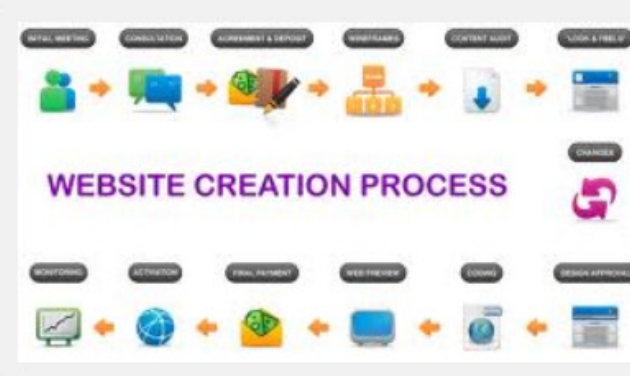 INITIAL MEETING
CONSULTATION
AGREEMENT & DEPOSIT
WIREFRAMES
CONTENT AUDIT
LOOK & FEEL
CHANGES
WEBSITE CREATION PROCESS
MONITORING
ACTIVATION
FINAL PAYMENT
WEB PREVIEW
CODING
DESIGN APPROVAL